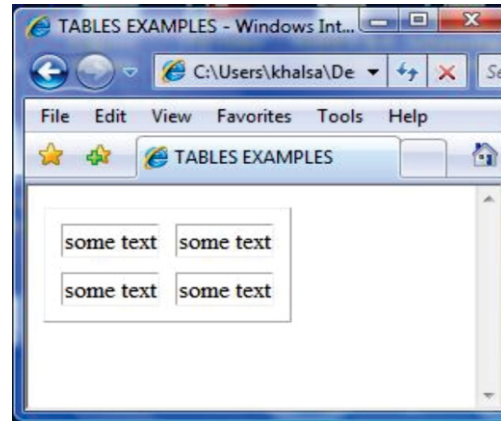 TABLES EXAMPLES - Windows Int...
C:\Users\khalsa\De
File Edit View Favorites Tools Help
TABLES EXAMPLES
some text some text
some text some text